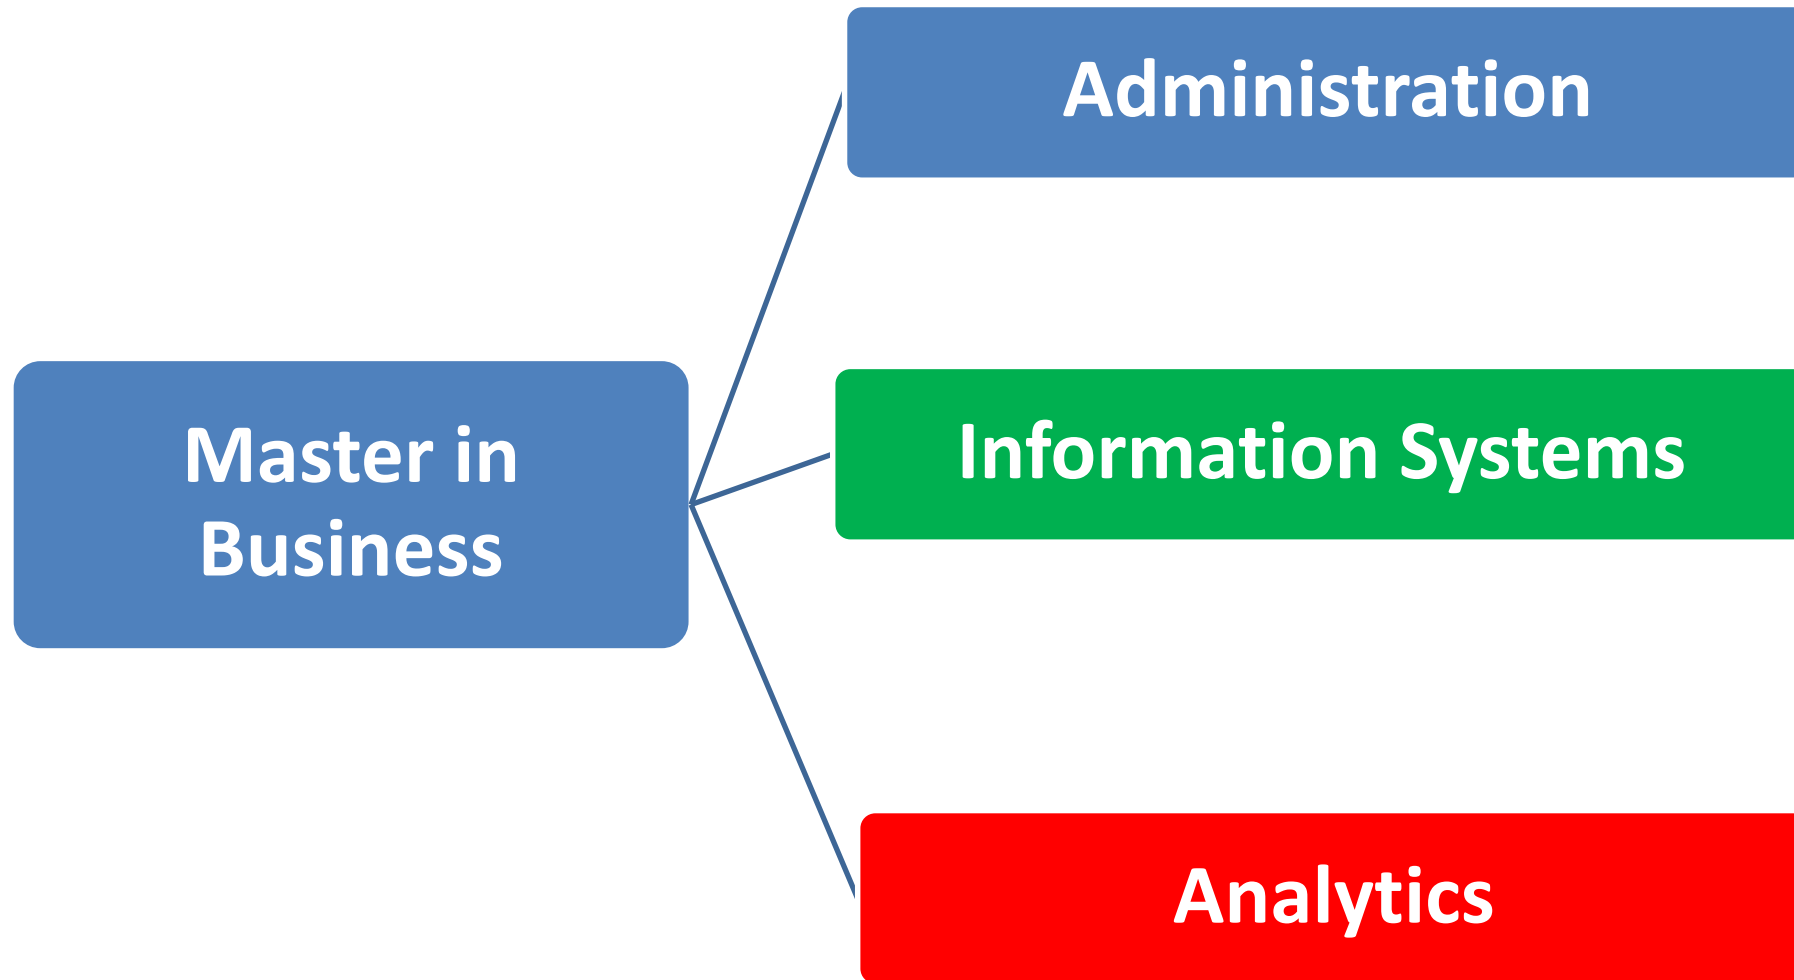 Administration
Master in
Business
Information Systems
Analytics